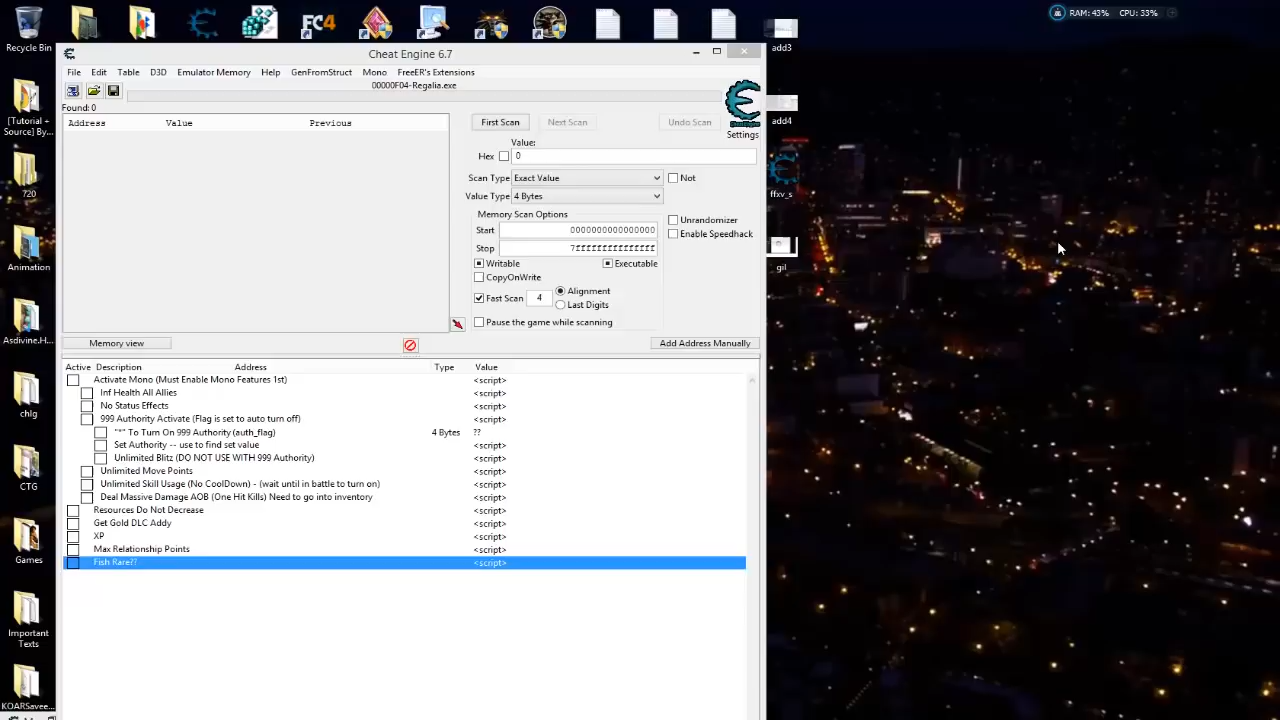 RAM: 43% CPU: 33%
Recycle Bin
FC4
add3
add4
ffxv_s
gil
[Tutorial +
Source] By...
720
Animation
Asdivine.H...
chlg
CTG
Games
Important
Texts
KOARSavee...
Cheat Engine 6.7
File Edit Table D3D Emulator Memory Help GenFromStruct Mono FreeER's Extensions
00000F04-Regalia.exe
Found: 0
Address Value Previous
First Scan Next Scan Undo Scan
Settings
Value:
Hex 0
Scan Type Exact Value Not
Value Type 4 Bytes
Memory Scan Options
Unrandomizer
Enable Speedhack
Start 0000000000000000
Stop 7fffffffffffffff
Writable Executable
CopyOnWrite
Fast Scan 4 Alignment
Last Digits
Pause the game while scanning
Memory view Add Address Manually
Active Description Address Type Value
Activate Mono (Must Enable Mono Features 1st) <script>
Inf Health All Allies <script>
No Status Effects <script>
999 Authority Activate (Flag is set to auto turn off) <script>
"*" To Turn On 999 Authority (auth_flag) 4 Bytes ??
Set Authority -- use to find set value <script>
Unlimited Blitz (DO NOT USE WITH 999 Authority) <script>
Unlimited Move Points <script>
Unlimited Skill Usage (No CoolDown) - (wait until in battle to turn on) <script>
Deal Massive Damage AOB (One Hit Kills) Need to go into inventory <script>
Resources Do Not Decrease <script>
Get Gold DLC Addy <script>
XP <script>
Max Relationship Points <script>
Fish Rare?? <script>